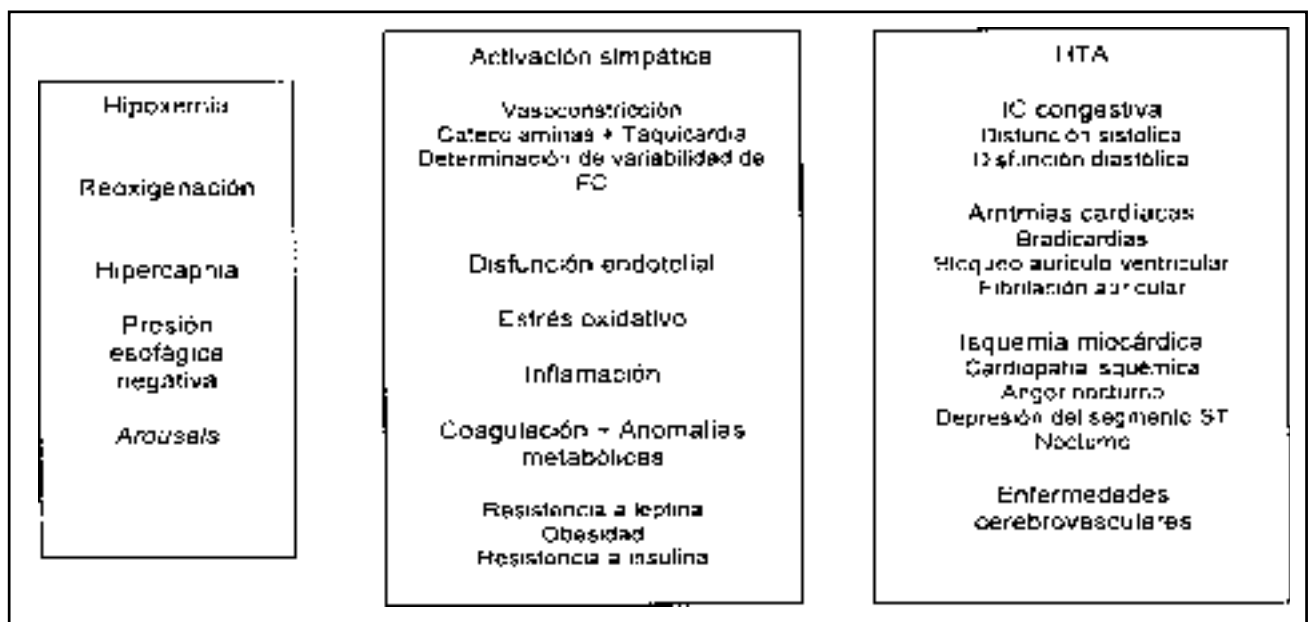 Hipoxemia
Reoxigenación
Hipercapnia
Presión
esofágica
negativa
Arousals
Activación simpática
Vasoconstricción
Catecolaminas + Taquicardia
Determinación de variabilidad de
FC
Disfunción endotelial
Estrés oxidativo
Inflamación
Coagulación – Anomalías
metabólicas
Resistencia a leptina
Obesidad
Resistencia a insulina
HTA
IC congestiva
Disfunción sistólica
Disfunción diastólica
Arritmias cardiacas
Bradicardias
Bloqueo auriculo ventricular
Fibrilación auricular
Isquemia miocárdica
Cardiopatía isquémica
Angor nocturno
Depresión del segmento ST
Nocturno
Enfermedades
cerebrovasculares